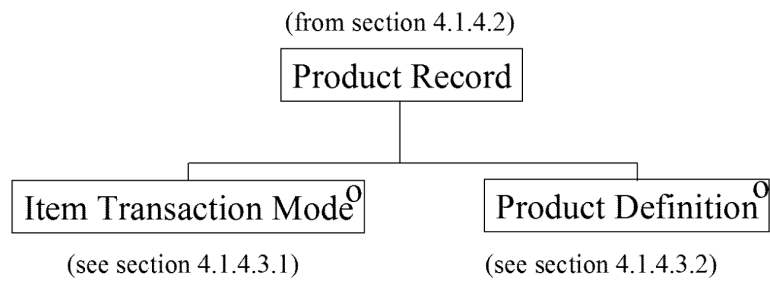 (from section 4.1.4.2)
Product Record
Item Transaction Mode o
Product Definition o
(see section 4.1.4.3.1)
(see section 4.1.4.3.2)